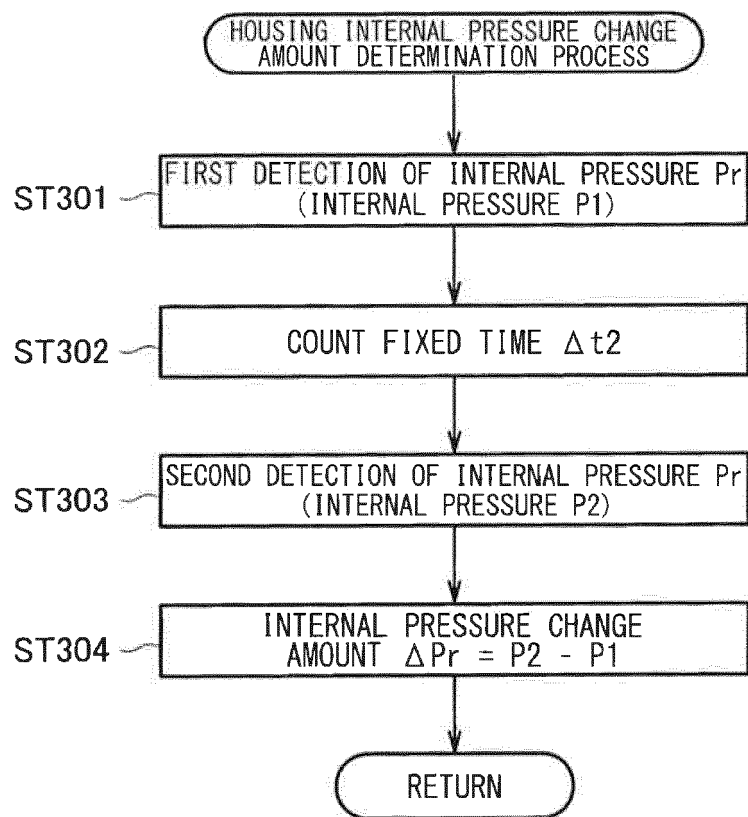 HOUSING INTERNAL PRESSURE CHANGE
AMOUNT DETERMINATION PROCESS
ST301
FIRST DETECTION OF INTERNAL PRESSURE Pr
(INTERNAL PRESSURE P1)
ST302
COUNT FIXED TIME Δt2
ST303
SECOND DETECTION OF INTERNAL PRESSURE Pr
(INTERNAL PRESSURE P2)
ST304
INTERNAL PRESSURE CHANGE
AMOUNT ΔPr = P2 - P1
RETURN